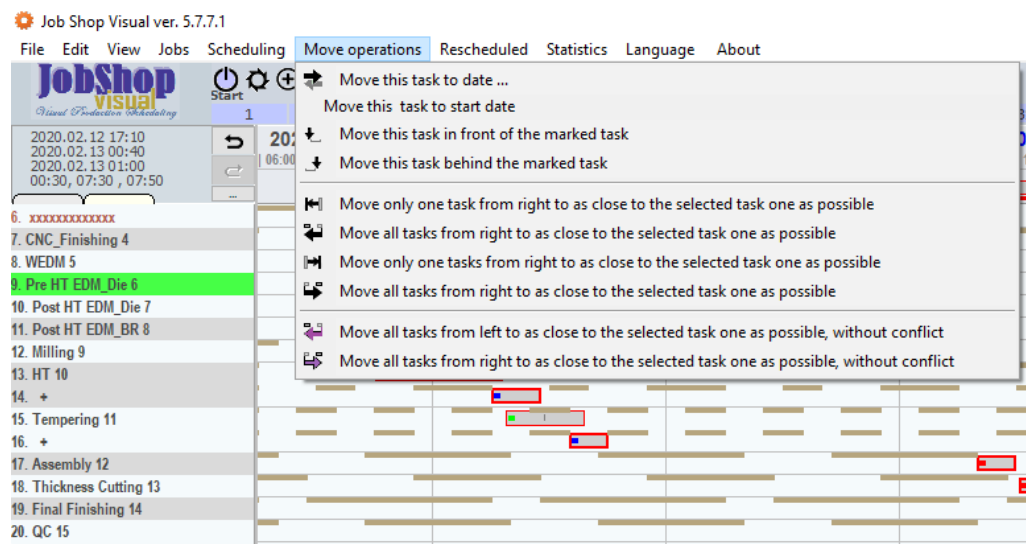 Job Shop Visual ver. 5.7.7.1
File Edit View Jobs Scheduling Move operations Rescheduled Statistics Language About
JobShop
VISUAL
Visual Production Scheduling
Start
1
2020.02.12 17:10
2020.02.13 00:40
2020.02.13 01:00
00:30, 07:30 , 07:50
...
202
06:00
Move this task to date ...
Move this  task to start date
Move this task in front of the marked task
Move this task behind the marked task
Move only one task from right to as close to the selected task one as possible
Move all tasks from right to as close to the selected task one as possible
Move only one tasks from right to as close to the selected task one as possible
Move all tasks from right to as close to the selected task one as possible
Move all tasks from left to as close to the selected task one as possible, without conflict
Move all tasks from right to as close to the selected task one as possible, without conflict
6. xxxxxxxxxxxxx
7. CNC_Finishing 4
8. WEDM 5
9. Pre HT EDM_Die 6
10. Post HT EDM_Die 7
11. Post HT EDM_BR 8
12. Milling 9
13. HT 10
14. +
15. Tempering 11
16. +
17. Assembly 12
18. Thickness Cutting 13
19. Final Finishing 14
20. QC 15